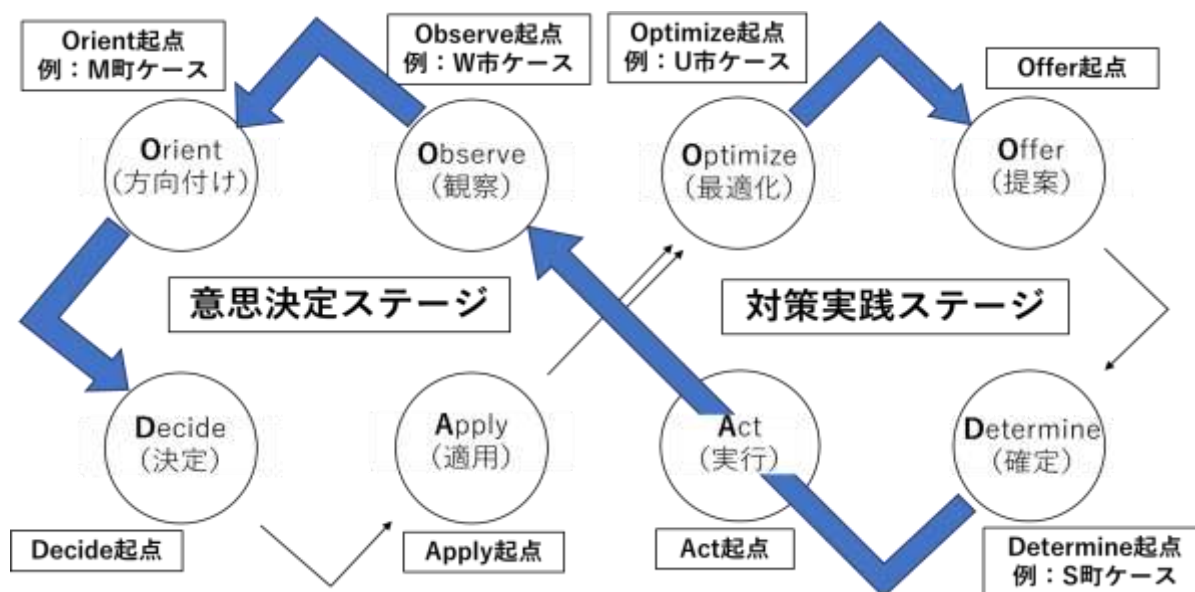 Orient起点
例：M町ケース
Observe起点
例：W市ケース
Optimize起点
例：U市ケース
Offer起点
Orient
(方向付け)
Observe
(観察)
Optimize
(最適化)
Offer
(提案)
意思決定ステージ
対策実践ステージ
Decide
(決定)
Apply
(適用)
Act
(実行)
Determine
(確定)
Decide起点
Apply起点
Act起点
Determine起点
例：S町ケース